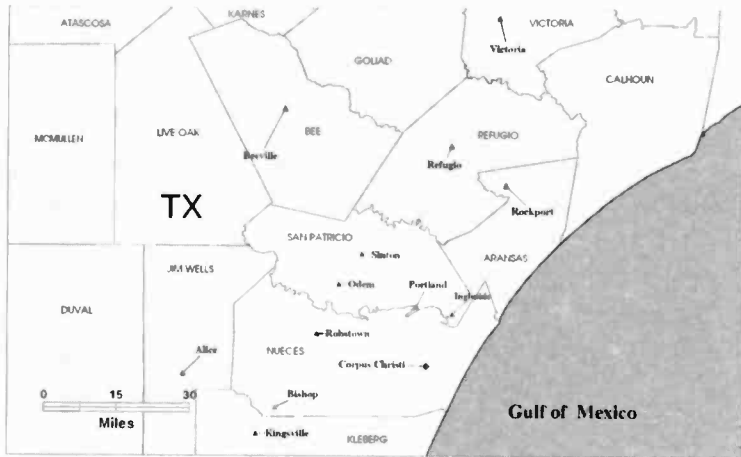 ATASCOSA
KARNES
VICTORIA
Victoria
GOLIAD
CALHOUN
MCMULLEN
LIVE OAK
BEE
REFUGIO
Beeville
Refugio
TX
Rockport
SAN PATRICIO
Sinton
ARANSAS
JIM WELLS
Odem
Portland
Ingleside
DUVAL
Robstown
NUECES
Alice
Corpus Christi
0 15 30
Bishop
Miles
Gulf of Mexico
Kingsville
KLEBERG